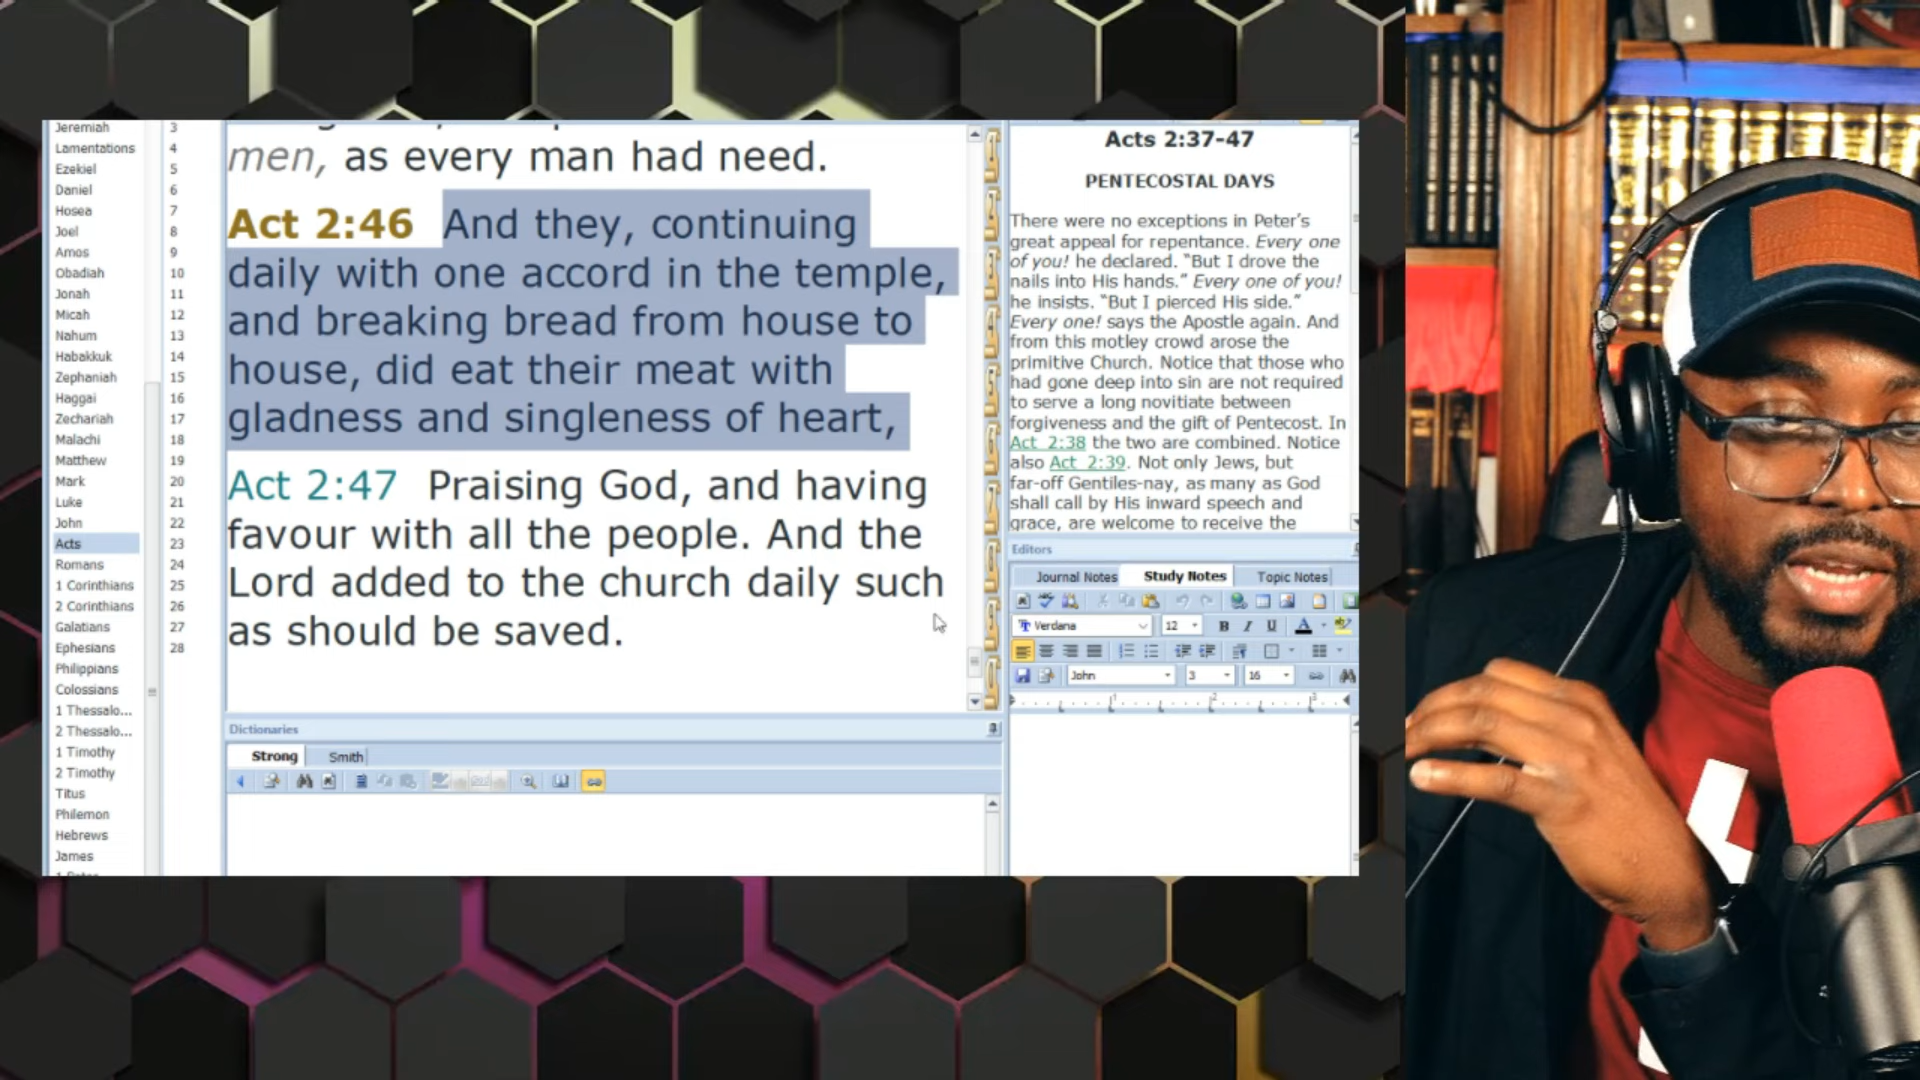 Jeremiah
Lamentations
Ezekiel
Daniel
Hosea
Joel
Amos
Obadiah
Jonah
Micah
Nahum
Habakkuk
Zephaniah
Haggai
Zechariah
Malachi
Matthew
Mark
Luke
John
Acts
Romans
1 Corinthians
2 Corinthians
Galatians
Ephesians
Philippians
Colossians
1 Thessalo...
2 Thessalo...
1 Timothy
2 Timothy
Titus
Philemon
Hebrews
James
3
4
5
6
7
8
9
10
11
12
13
14
15
16
17
18
19
20
21
22
23
24
25
26
27
28
men, as every man had need.
Act 2:46 And they, continuing
daily with one accord in the temple,
and breaking bread from house to
house, did eat their meat with
gladness and singleness of heart,
Act 2:47 Praising God, and having
favour with all the people. And the
Lord added to the church daily such
as should be saved.
Dictionaries
Strong Smith
Acts 2:37-47
PENTECOSTAL DAYS
There were no exceptions in Peter's
great appeal for repentance. Every one
of you! he declared. "But I drove the
nails into His hands." Every one of you!
he insists. "But I pierced His side."
Every one! says the Apostle again. And
from this motley crowd arose the
primitive Church. Notice that those who
had gone deep into sin are not required
to serve a long novitiate between
forgiveness and the gift of Pentecost. In
Act_2:38 the two are combined. Notice
also Act_2:39. Not only Jews, but
far-off Gentiles-nay, as many as God
shall call by His inward speech and
grace, are welcome to receive the
Editors
Journal Notes Study Notes Topic Notes
Verdana 12 B I U A
John 3 16
1 2 3